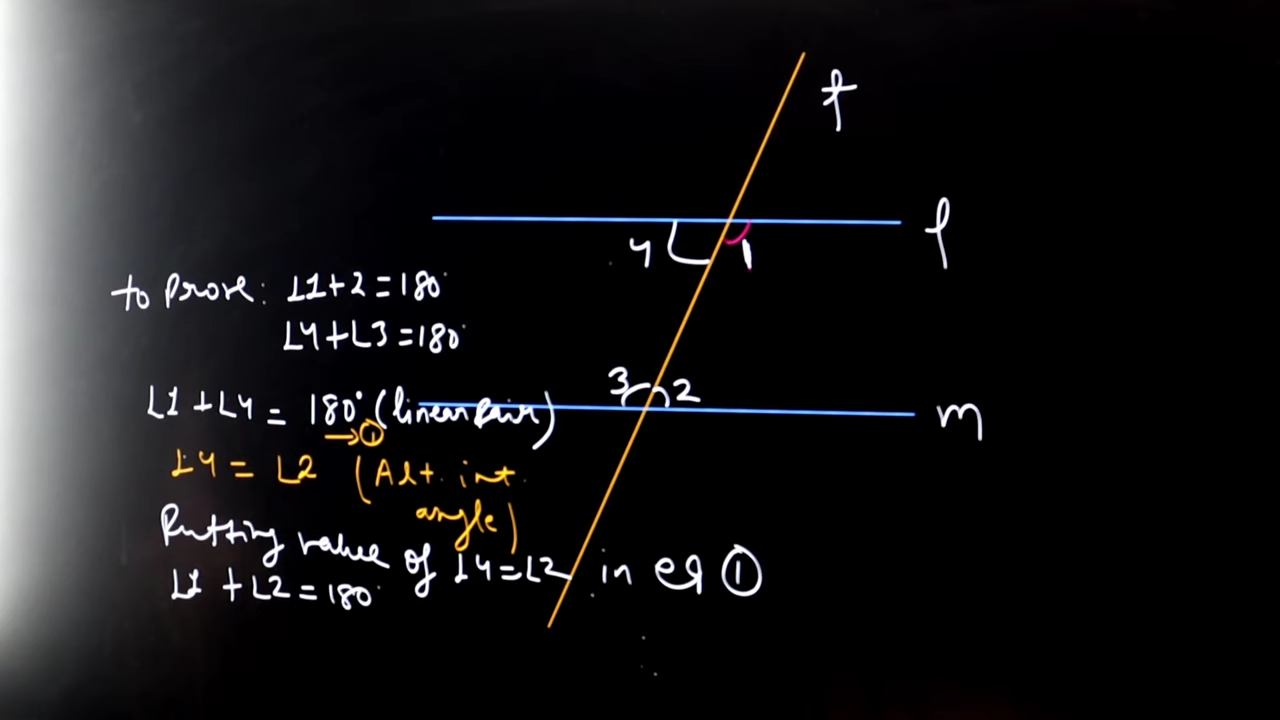 t
l
4 1
to Prove: ∠1+2=180°
∠4+∠3=180°
3 2
∠1+∠4= 180° (linear Pair)
→①
m
∠4= ∠2 (Alt. int.
angle)
Putting value of ∠4=∠2 in eq ①
∠1 +∠2=180°